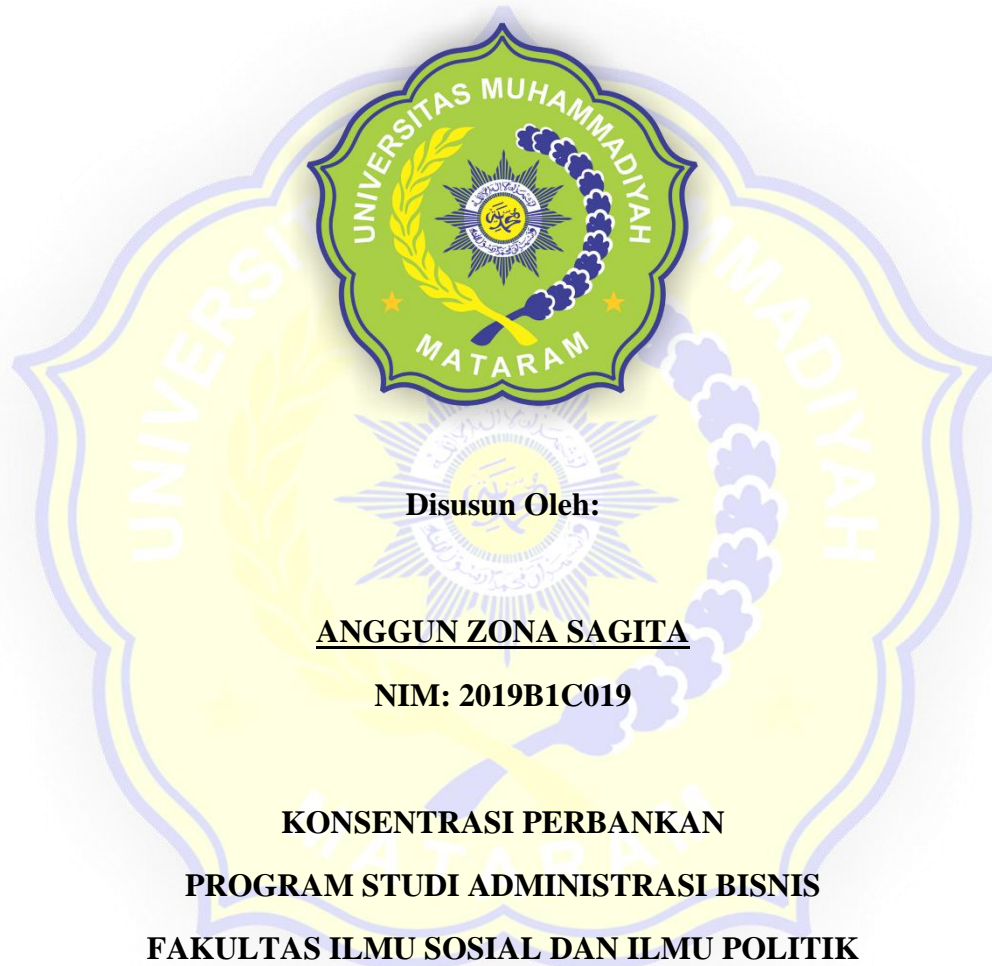 UNIVERSITAS MUHAMMADIYAH
MATARAM
Disusun Oleh:
ANGGUN ZONA SAGITA
NIM: 2019B1C019
KONSENTRASI PERBANKAN
PROGRAM STUDI ADMINISTRASI BISNIS
FAKULTAS ILMU SOSIAL DAN ILMU POLITIK